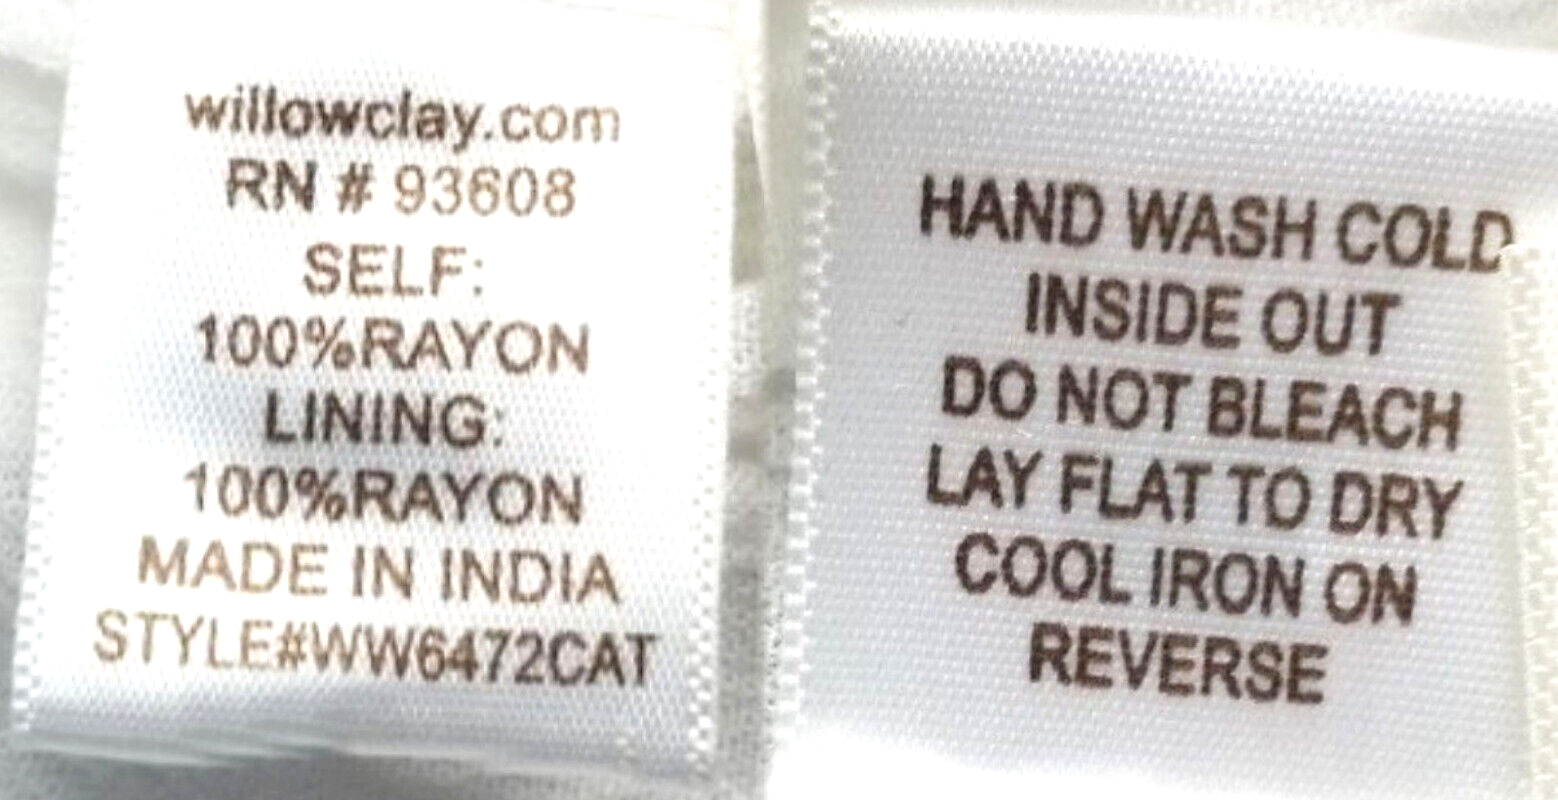 willowclay.com
RN # 93608
SELF:
100%RAYON
LINING:
100%RAYON
MADE IN INDIA
STYLE#WW6472CAT
HAND WASH COLD
INSIDE OUT
DO NOT BLEACH
LAY FLAT TO DRY
COOL IRON ON
REVERSE